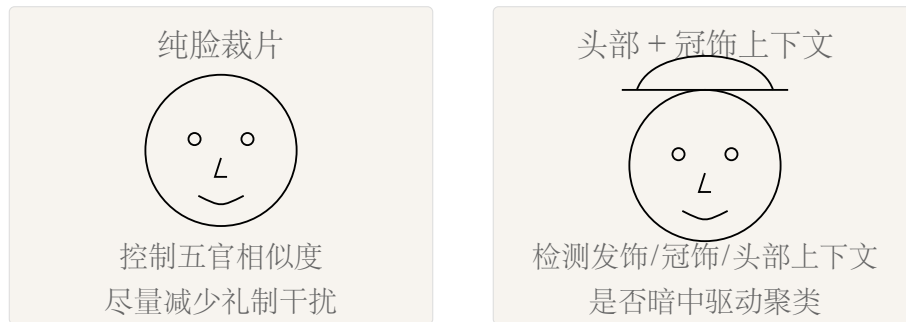 纯脸裁片
控制五官相似度
尽量减少礼制干扰
头部 + 冠饰上下文
检测发饰/冠饰/头部上下文
是否暗中驱动聚类